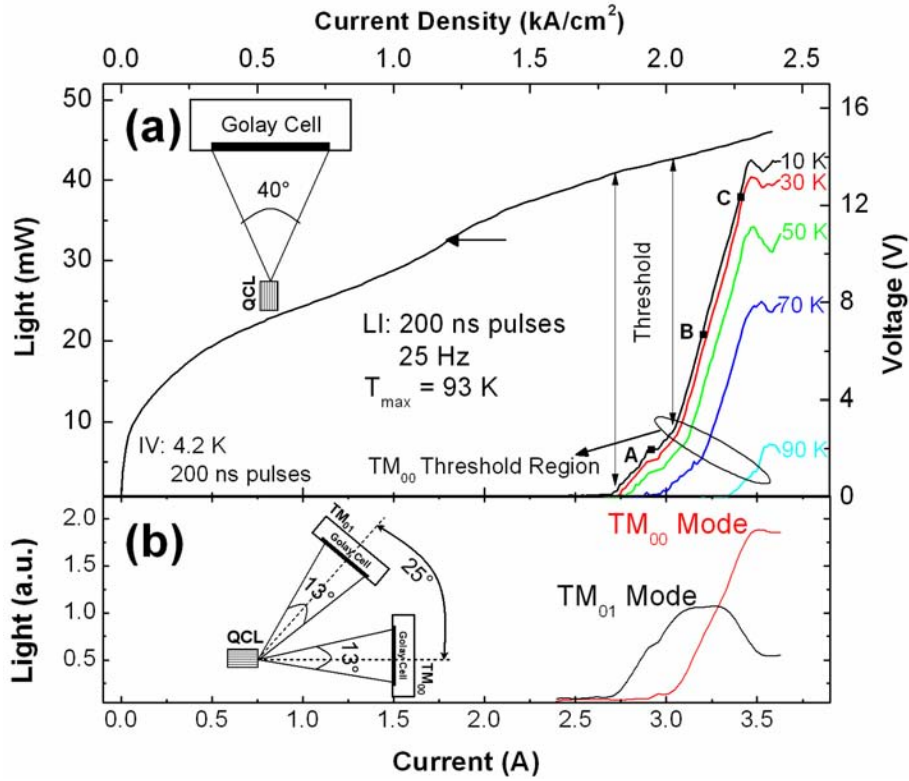 Current Density (kA/cm²)
0.0 0.5 1.0 1.5 2.0 2.5
50
40
30
20
10
Light (mW)
16
12
8
4
0
Voltage (V)
(a)
Golay Cell
40°
QCL
LI: 200 ns pulses
25 Hz
T_max = 93 K
IV: 4.2 K
200 ns pulses
Threshold
TM₀₀ Threshold Region
A
B
C
10 K
30 K
50 K
70 K
90 K
(b)
2.0
1.5
1.0
0.5
Light (a.u.)
TM₀₁
Golay Cell
13°
25°
QCL
13°
Golay Cell
TM₀₀
TM₀₀ Mode
TM₀₁ Mode
0.0 0.5 1.0 1.5 2.0 2.5 3.0 3.5
Current (A)